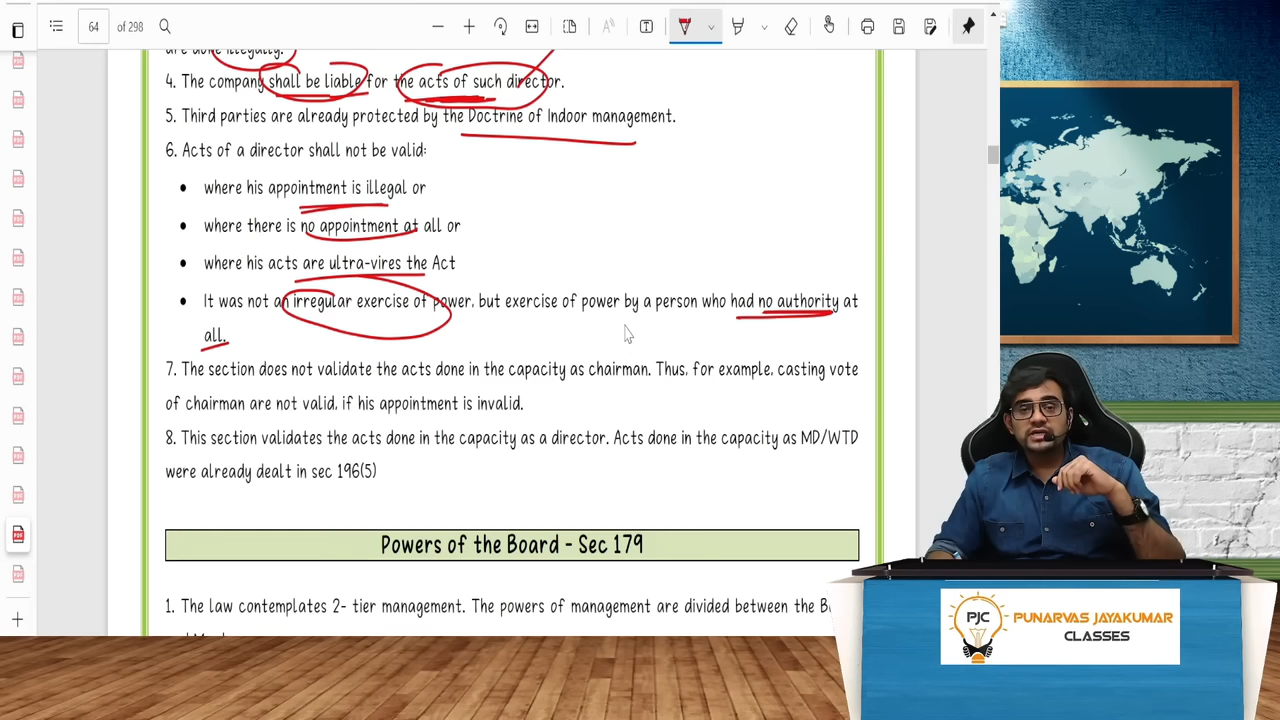 64 of 298
are done illegally.
4. The company shall be liable for the acts of such director.
5. Third parties are already protected by the Doctrine of Indoor management.
6. Acts of a director shall not be valid:
• where his appointment is illegal or
• where there is no appointment at all or
• where his acts are ultra-vires the Act
• It was not an irregular exercise of power, but exercise of power by a person who had no authority at
all.
7. The section does not validate the acts done in the capacity as chairman. Thus, for example, casting vote
of chairman are not valid, if his appointment is invalid.
8. This section validates the acts done in the capacity as a director. Acts done in the capacity as MD/WTD
were already dealt in sec 196(5)
Powers of the Board - Sec 179
1. The law contemplates 2- tier management. The powers of management are divided between the
PJC
PUNARVAS JAYAKUMAR
CLASSES